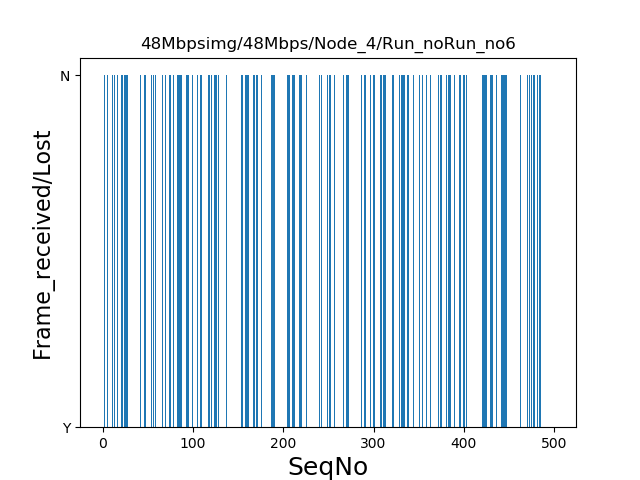 48Mbpsimg/48Mbps/Node_4/Run_noRun_no6
N
Frame_received/Lost
Y
0 100 200 300 400 500
SeqNo